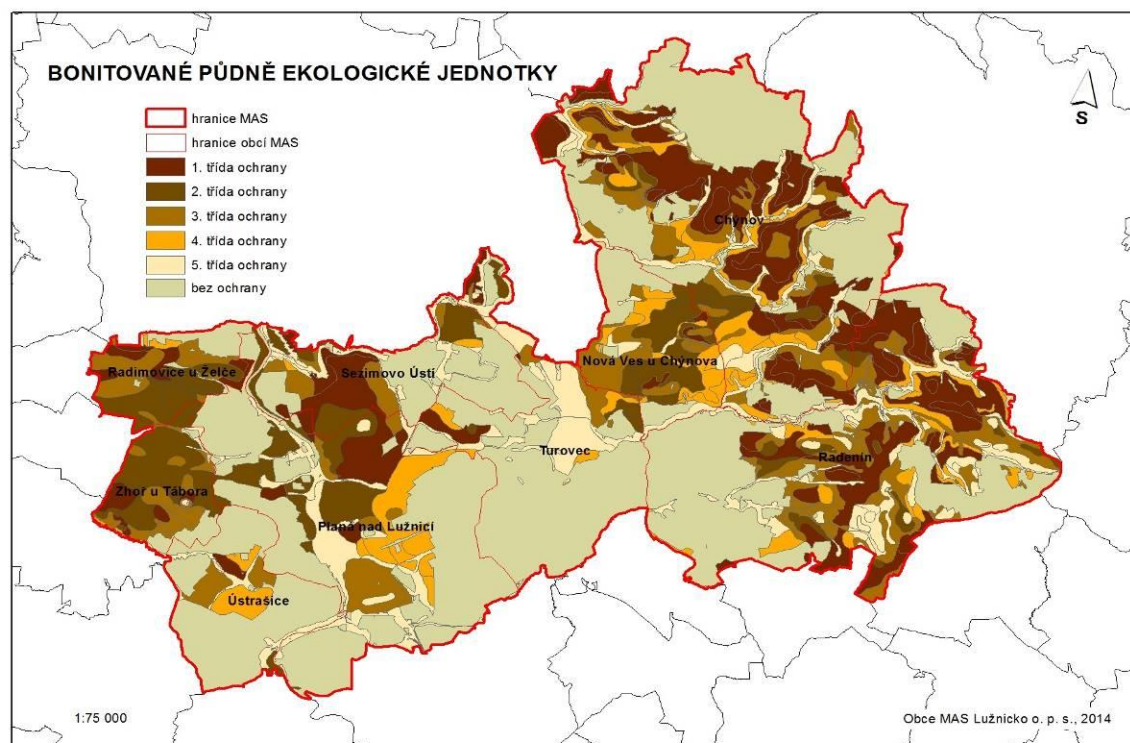 BONITOVANÉ PŮDNĚ EKOLOGICKÉ JEDNOTKY
hranice MAS
hranice obcí MAS
1. třída ochrany
2. třída ochrany
3. třída ochrany
4. třída ochrany
5. třída ochrany
bez ochrany
S
Chýnov
Nová Ves u Chýnova
Radimovice u Želče
Sezimovo Ústí
Turovec
Radenín
Zhoř u Tábora
Planá nad Lužnicí
Ústrašice
1:75 000
Obce MAS Lužnicko o. p. s., 2014